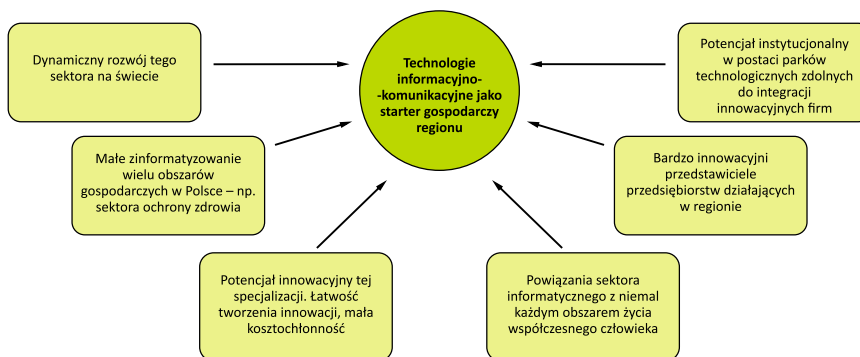 Dynamiczny rozwój tego
sektora na świecie
Technologie
informacyjno-
-komunikacyjne jako
starter gospodarczy
regionu
Potencjał instytucjonalny
w postaci parków
technologicznych zdolnych
do integracji
innowacyjnych firm
Małe zinformatyzowanie
wielu obszarów
gospodarczych w Polsce – np.
sektora ochrony zdrowia
Bardzo innowacyjni
przedstawiciele
przedsiębiorstw działających
w regionie
Potencjał innowacyjny tej
specjalizacji. Łatwość
tworzenia innowacji, mała
kosztochłonność
Powiązania sektora
informatycznego z niemal
każdym obszarem życia
współczesnego człowieka